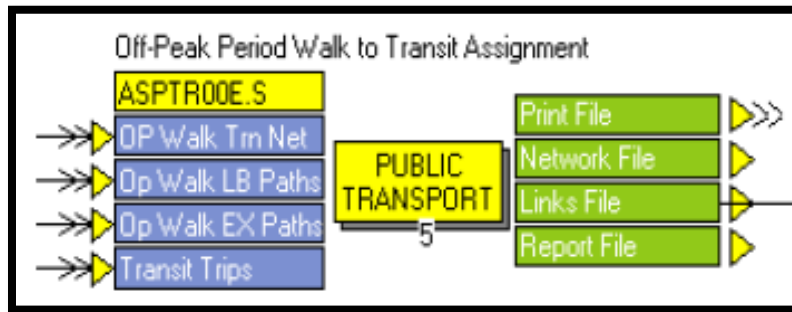 Off-Peak Period Walk to Transit Assignment
ASPTR00E.S
OP Walk Trn Net
Op Walk LB Paths
Op Walk EX Paths
Transit Trips
PUBLIC
TRANSPORT
5
Print File
Network File
Links File
Report File